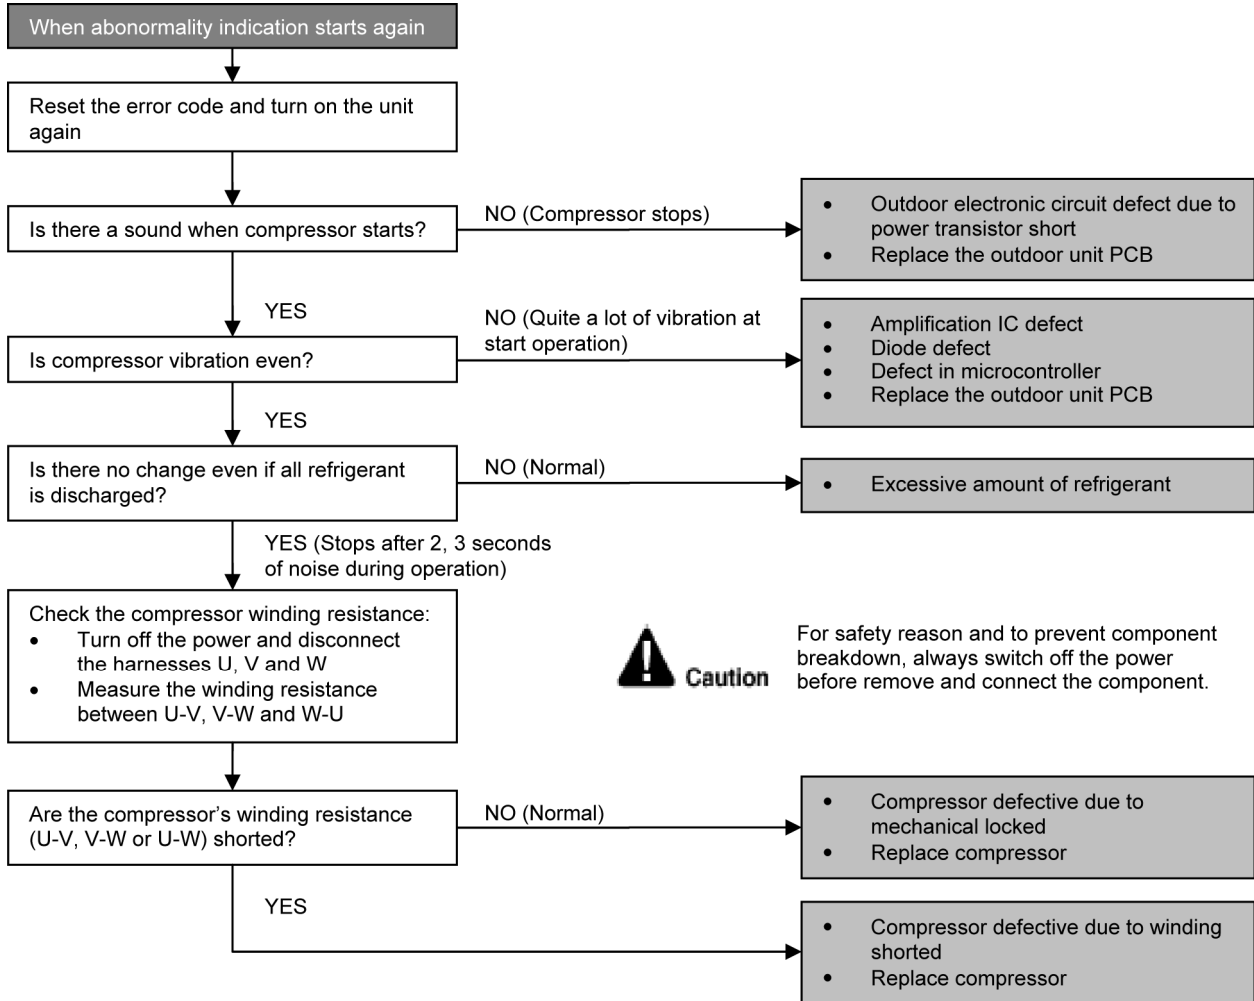 When abonormality indication starts again
Reset the error code and turn on the unit
again
Is there a sound when compressor starts?
NO (Compressor stops)
• Outdoor electronic circuit defect due to
power transistor short
• Replace the outdoor unit PCB
YES
Is compressor vibration even?
NO (Quite a lot of vibration at
start operation)
• Amplification IC defect
• Diode defect
• Defect in microcontroller
• Replace the outdoor unit PCB
YES
Is there no change even if all refrigerant
is discharged?
NO (Normal)
• Excessive amount of refrigerant
YES (Stops after 2, 3 seconds
of noise during operation)
Check the compressor winding resistance:
• Turn off the power and disconnect
the harnesses U, V and W
• Measure the winding resistance
between U-V, V-W and W-U
Caution
For safety reason and to prevent component
breakdown, always switch off the power
before remove and connect the component.
Are the compressor’s winding resistance
(U-V, V-W or U-W) shorted?
NO (Normal)
• Compressor defective due to
mechanical locked
• Replace compressor
YES
• Compressor defective due to winding
shorted
• Replace compressor